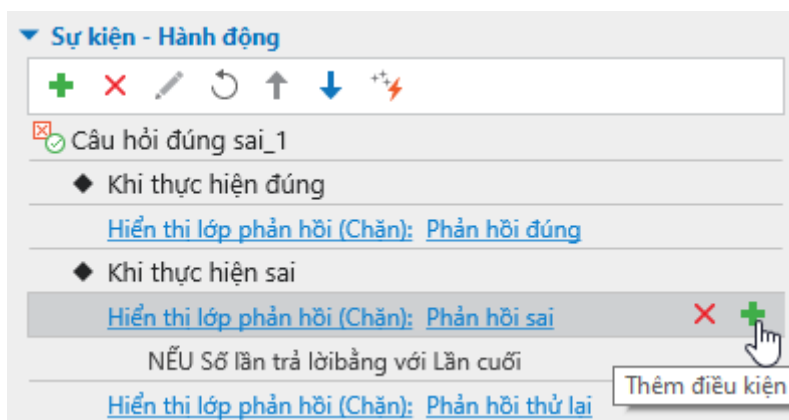 Sự kiện - Hành động
Câu hỏi đúng sai_1
Khi thực hiện đúng
Hiển thị lớp phản hồi (Chặn): Phản hồi đúng
Khi thực hiện sai
Hiển thị lớp phản hồi (Chặn): Phản hồi sai
NẾU Số lần trả lờibằng với Lần cuối
Thêm điều kiện
Hiển thị lớp phản hồi (Chặn): Phản hồi thử lại